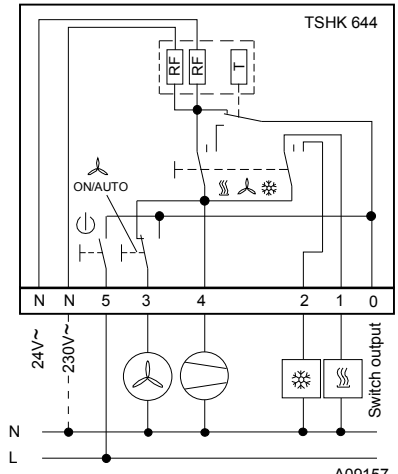 TSHK 644
RF
RF
T
ON/AUTO
N N 5 3 4 2 1 0
24V~
230V~
Switch output
N
L
A09157